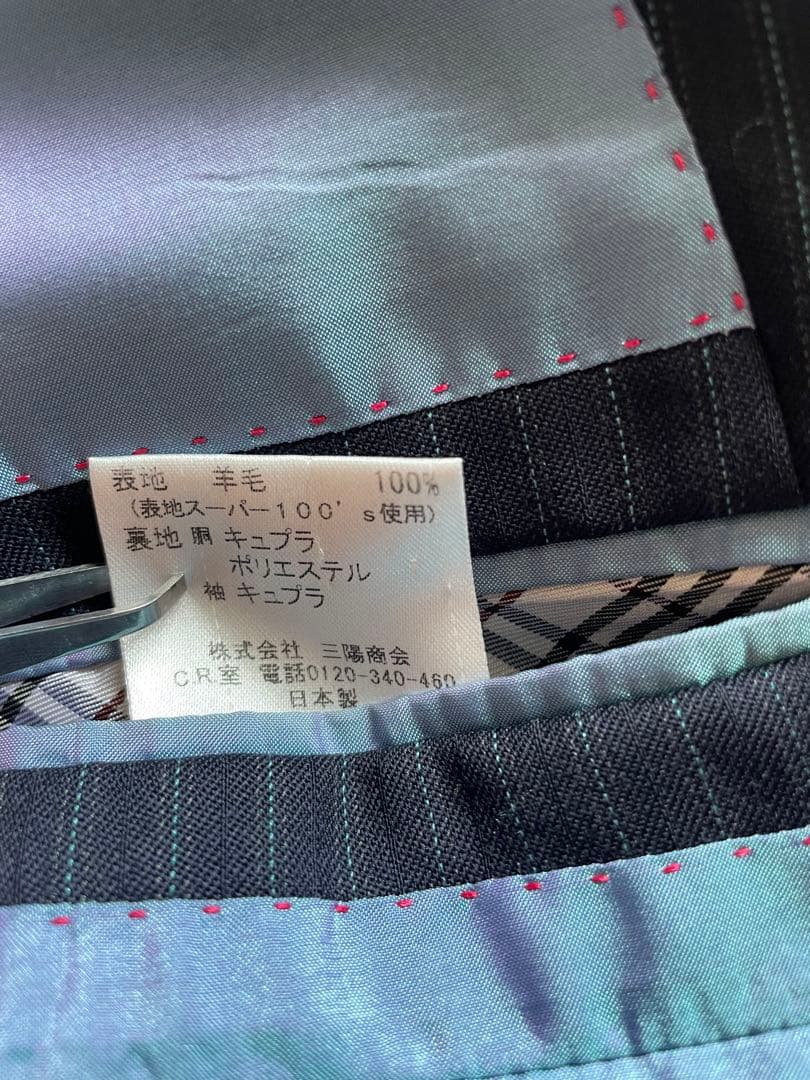 表地 羊毛 100%
(表地スーパー100's使用)
裏地 胴 キュプラ
ポリエステル
袖 キュプラ
株式会社 三陽商会
C.R.室 電話0120-340-460
日本製